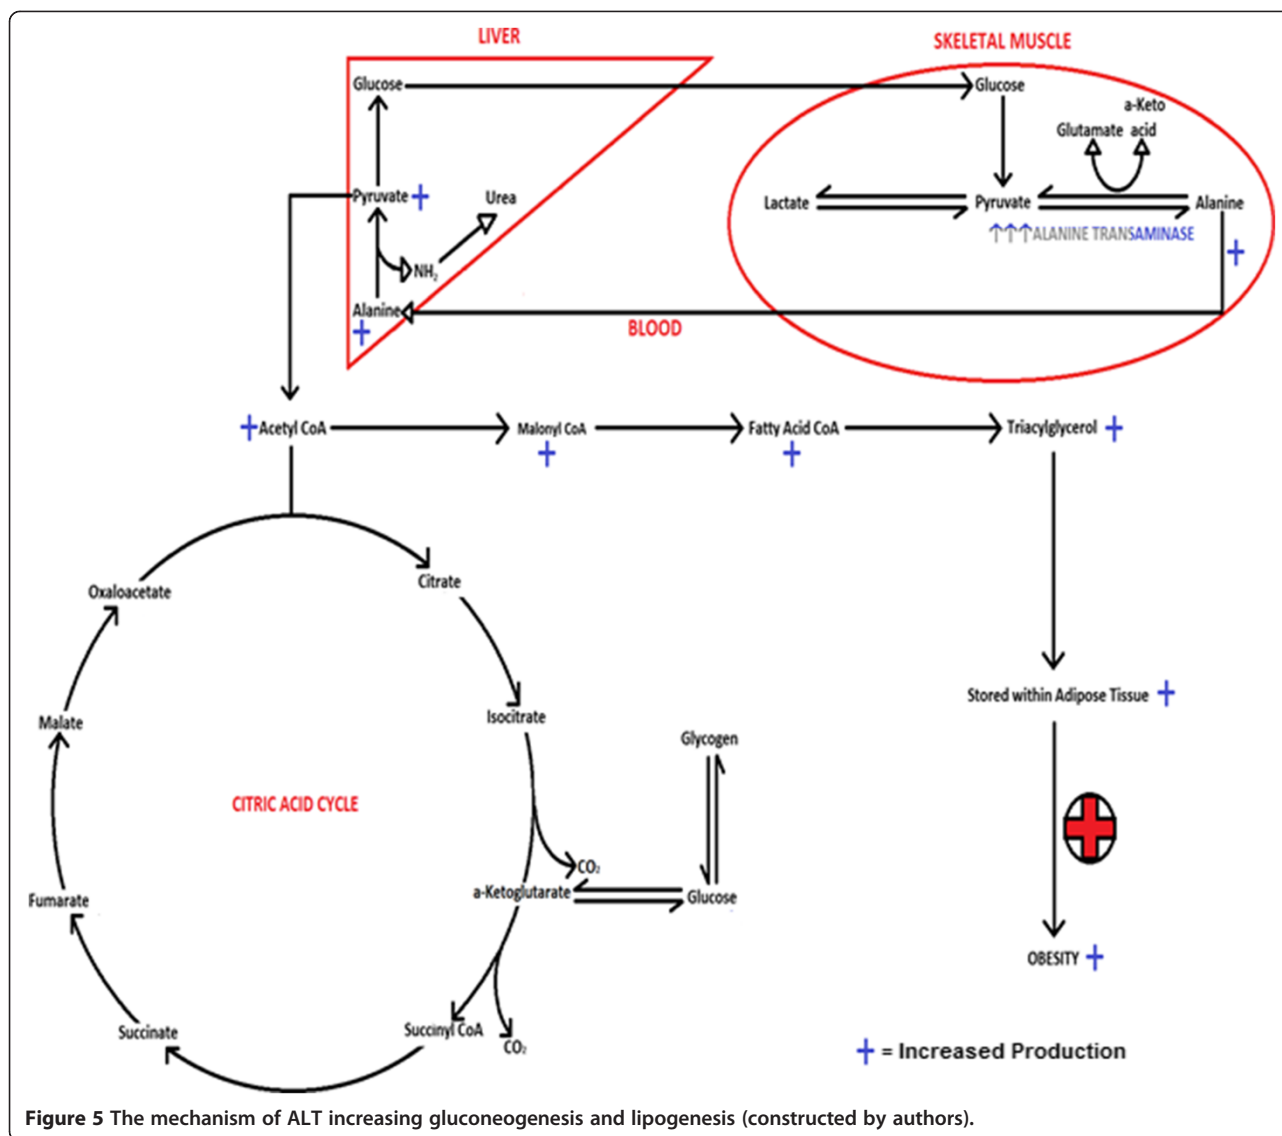 LIVER
SKELETAL MUSCLE
Glucose
Glucose
a-Keto
Glutamate acid
Pyruvate +
Urea
Lactate
Pyruvate
Alanine
↑↑↑ALANINE TRANSAMINASE
+
NH₂
Alanine
+
BLOOD
+Acetyl CoA
Malonyl CoA
+
Fatty Acid CoA
+
Triacylglycerol +
Oxaloacetate
Citrate
Stored within Adipose Tissue +
Malate
Isocitrate
Glycogen
CITRIC ACID CYCLE
CO₂
Fumarate
a-Ketoglutarate
Glucose
OBESITY +
Succinate
Succinyl CoA
CO₂
+ = Increased Production
Figure 5 The mechanism of ALT increasing gluconeogenesis and lipogenesis (constructed by authors).